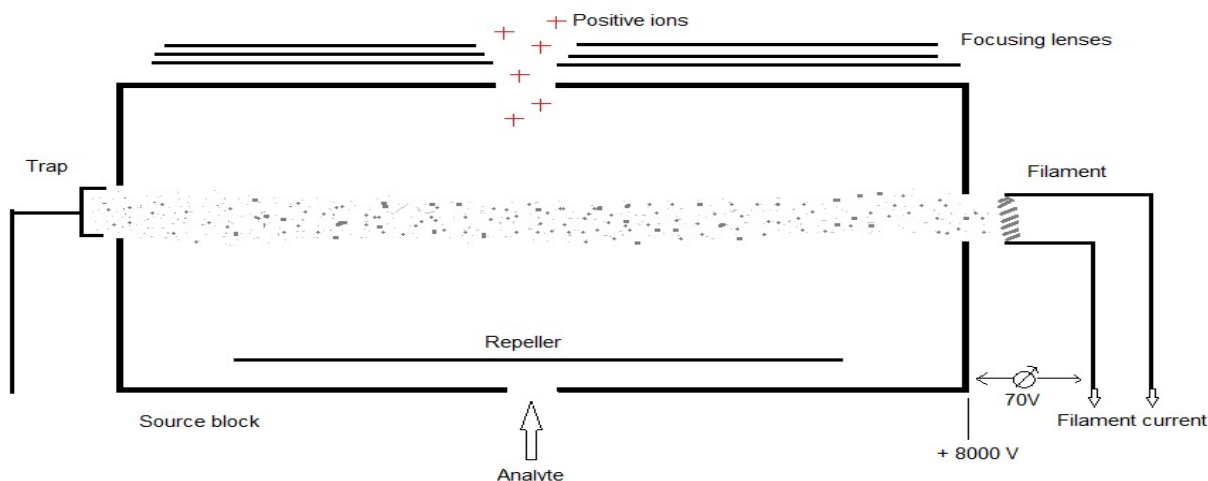 Positive ions
Focusing lenses
Trap
Filament
Repeller
70V
Source block
Filament current
+ 8000 V
Analyte